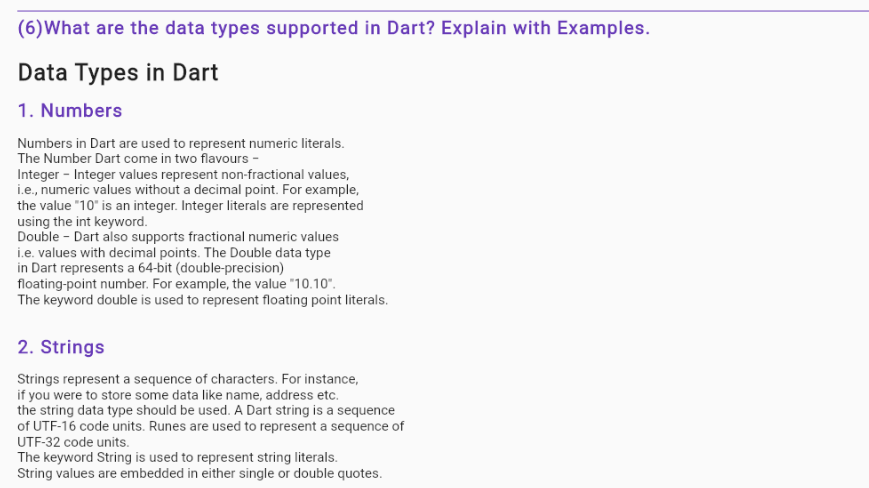 (6)What are the data types supported in Dart? Explain with Examples.
Data Types in Dart
1. Numbers
Numbers in Dart are used to represent numeric literals.
The Number Dart come in two flavours −
Integer − Integer values represent non-fractional values,
i.e., numeric values without a decimal point. For example,
the value "10" is an integer. Integer literals are represented
using the int keyword.
Double − Dart also supports fractional numeric values
i.e. values with decimal points. The Double data type
in Dart represents a 64-bit (double-precision)
floating-point number. For example, the value "10.10".
The keyword double is used to represent floating point literals.
2. Strings
Strings represent a sequence of characters. For instance,
if you were to store some data like name, address etc.
the string data type should be used. A Dart string is a sequence
of UTF-16 code units. Runes are used to represent a sequence of
UTF-32 code units.
The keyword String is used to represent string literals.
String values are embedded in either single or double quotes.